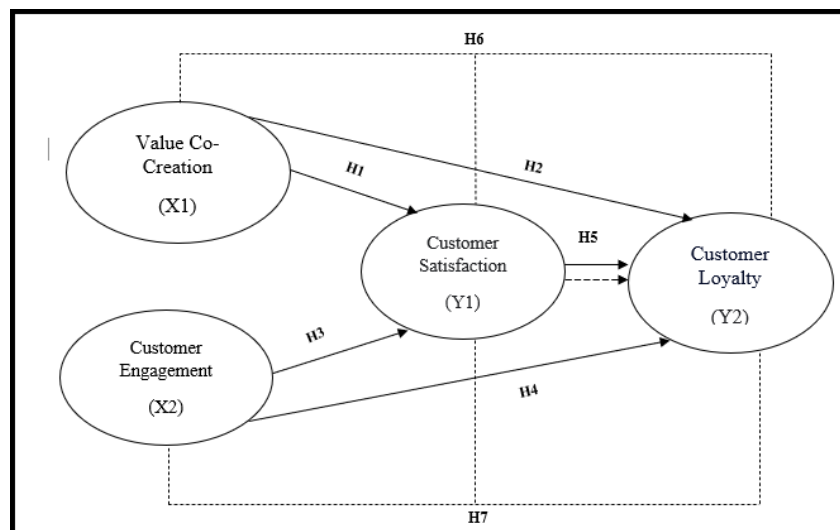 H6
Value Co-
Creation
(X1)
H1
H2
Customer
Satisfaction
(Y1)
H5
Customer
Loyalty
(Y2)
Customer
Engagement
(X2)
H3
H4
H7